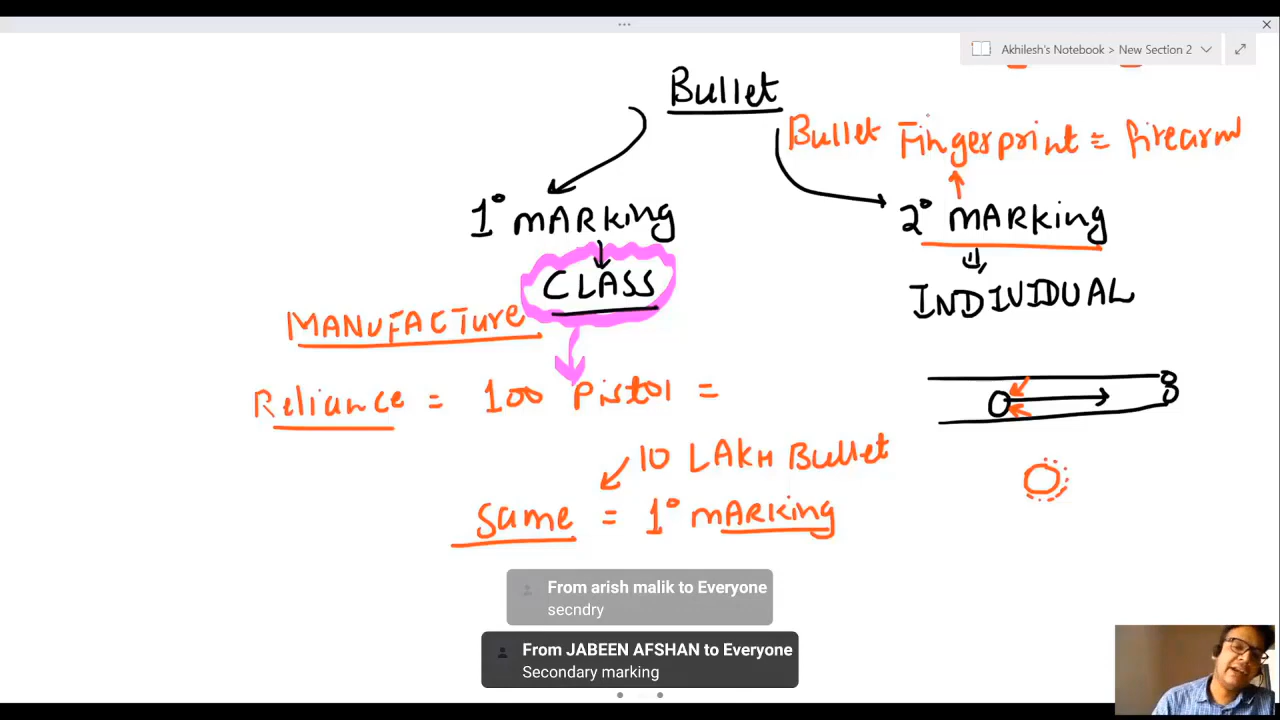 Akhilesh's Notebook > New Section 2
Bullet
Bullet Fingerprint = firearm
1° MARKing
2° MARKing
CLASS
INDIVIDUAL
MANUFACTure
Reliance = 100 Pistol =
10 LAKH Bullet
Same = 1° MARKing
From arish malik to Everyone
secndry
From JABEEN AFSHAN to Everyone
Secondary marking